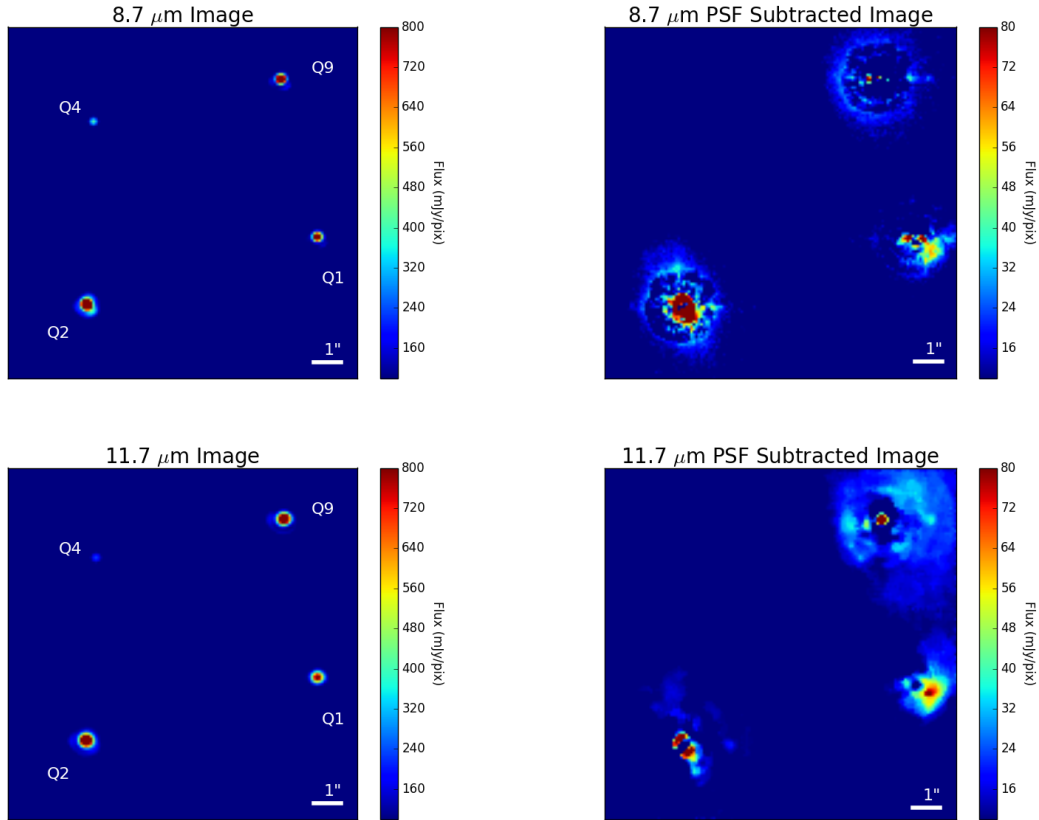 8.7 μm Image
8.7 μm PSF Subtracted Image
Q9
Q4
Q1
Q2
1"
800
720
640
560
480
400
320
240
160
Flux (mJy/pix)
1"
80
72
64
56
48
40
32
24
16
Flux (mJy/pix)
11.7 μm Image
11.7 μm PSF Subtracted Image
Q9
Q4
Q1
Q2
1"
800
720
640
560
480
400
320
240
160
Flux (mJy/pix)
1"
80
72
64
56
48
40
32
24
16
Flux (mJy/pix)